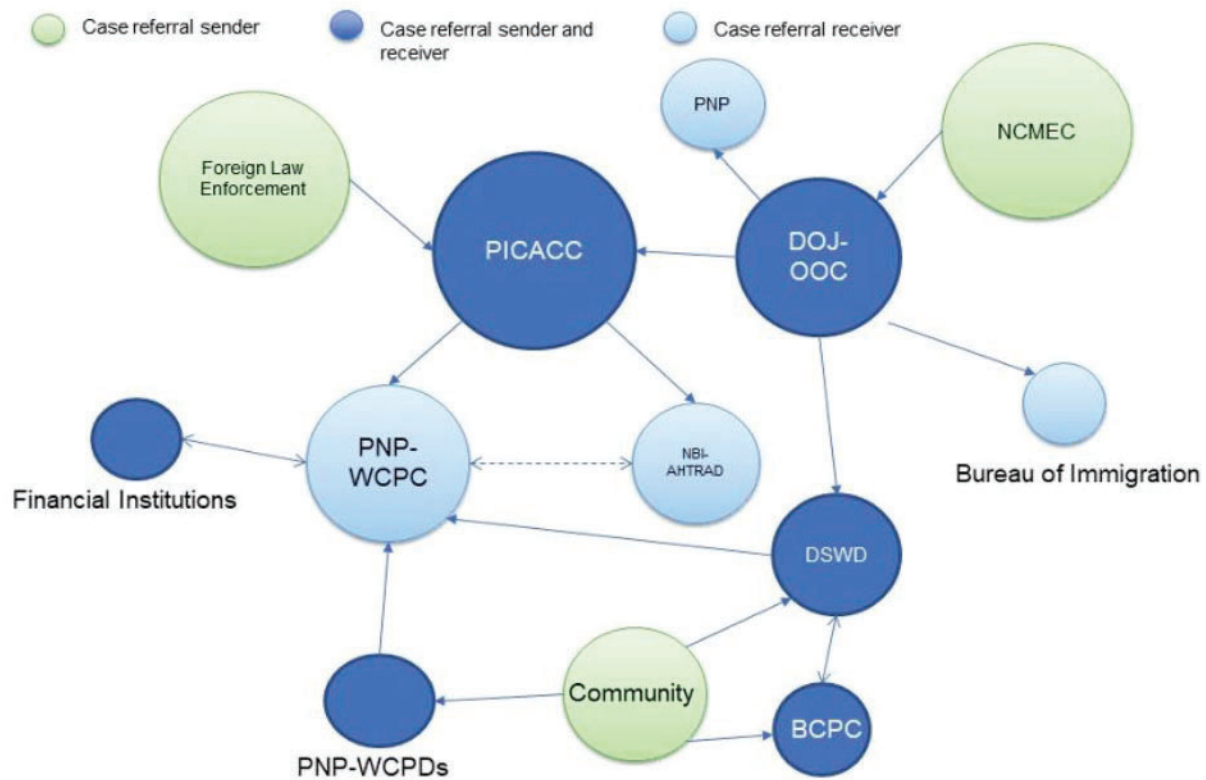 Case referral sender
Case referral sender and
receiver
Case referral receiver
PNP
NCMEC
Foreign Law
Enforcement
PICACC
DOJ-
OOC
PNP-
WCPC
NBI-
AHTRAD
Bureau of Immigration
Financial Institutions
DSWD
Community
BCPC
PNP-WCPDs